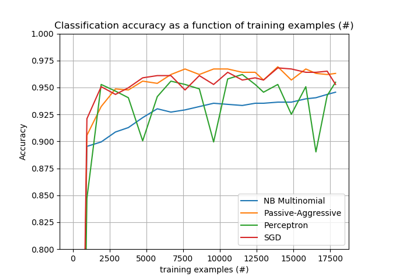 Classification accuracy as a function of training examples (#)
1.000
0.975
0.950
0.925
0.900
0.875
0.850
0.825
0.800
Accuracy
NB Multinomial
Passive-Aggressive
Perceptron
SGD
0 2500 5000 7500 10000 12500 15000 17500
training examples (#)